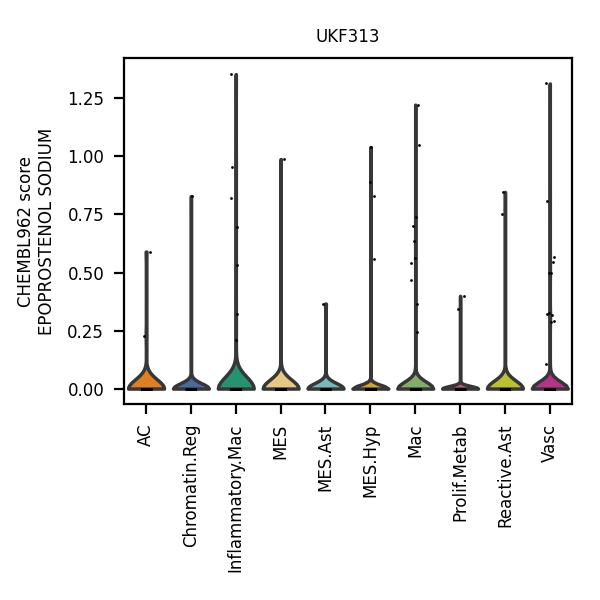 UKF313
CHEMBL962 score
EPOPROSTENOL SODIUM
1.25
1.00
0.75
0.50
0.25
0.00
AC
Chromatin.Reg
Inflammatory.Mac
MES
MES.Ast
MES.Hyp
Mac
Prolif.Metab
Reactive.Ast
Vasc